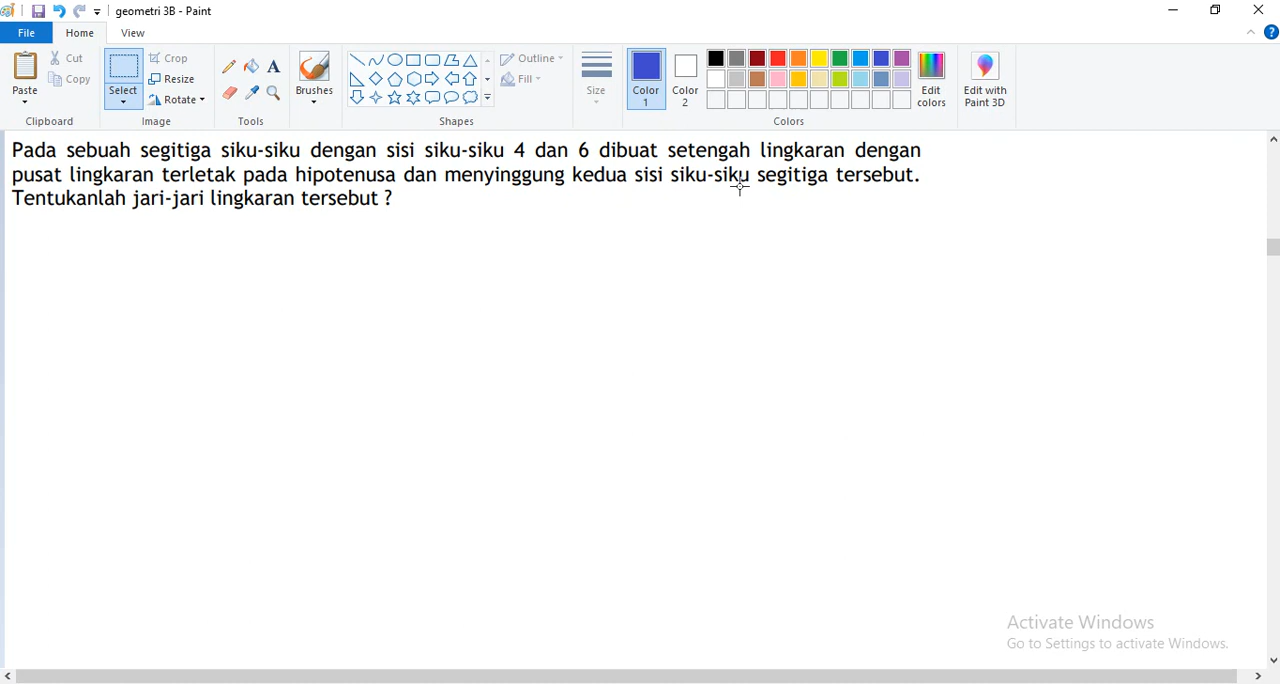 geometri 3B - Paint
File Home View
Paste Cut Copy Select Crop Resize Rotate Brushes Outline Fill Size Color 1 Color 2 Edit colors Edit with Paint 3D
Clipboard Image Tools Shapes Colors
Pada sebuah segitiga siku-siku dengan sisi siku-siku 4 dan 6 dibuat setengah lingkaran dengan
pusat lingkaran terletak pada hipotenusa dan menyinggung kedua sisi siku-siku segitiga tersebut.
Tentukanlah jari-jari lingkaran tersebut ?
Activate Windows
Go to Settings to activate Windows.